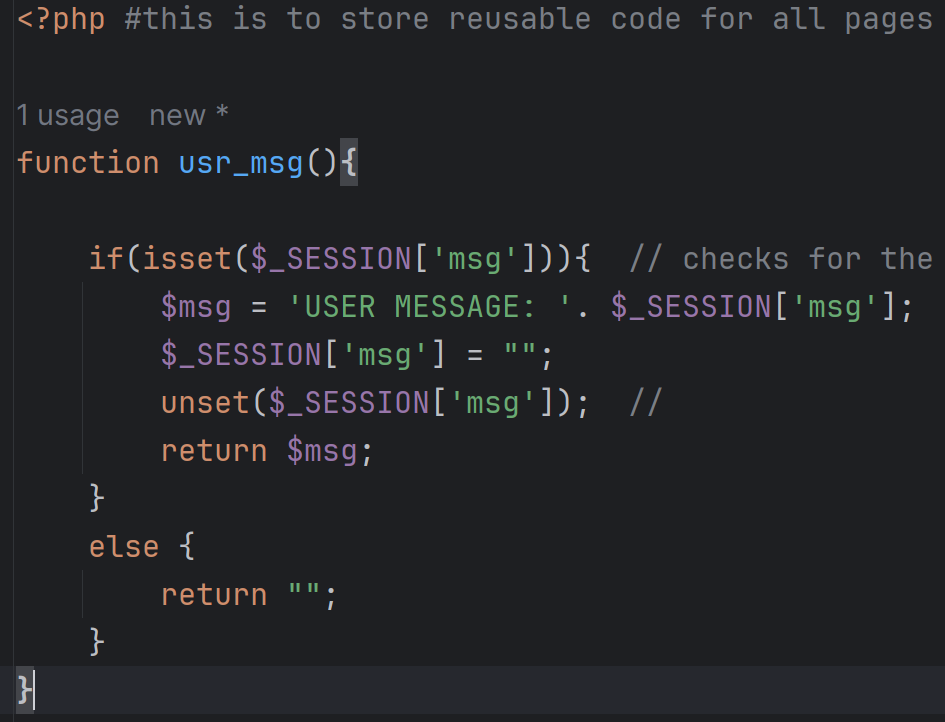 <?php #this is to store reusable code for all pages
1 usage   new *
function usr_msg(){
    if(isset($_SESSION['msg'])){  // checks for the
        $msg = 'USER MESSAGE: '. $_SESSION['msg'];
        $_SESSION['msg'] = "";
        unset($_SESSION['msg']);  //
        return $msg;
    }
    else {
        return "";
    }
}